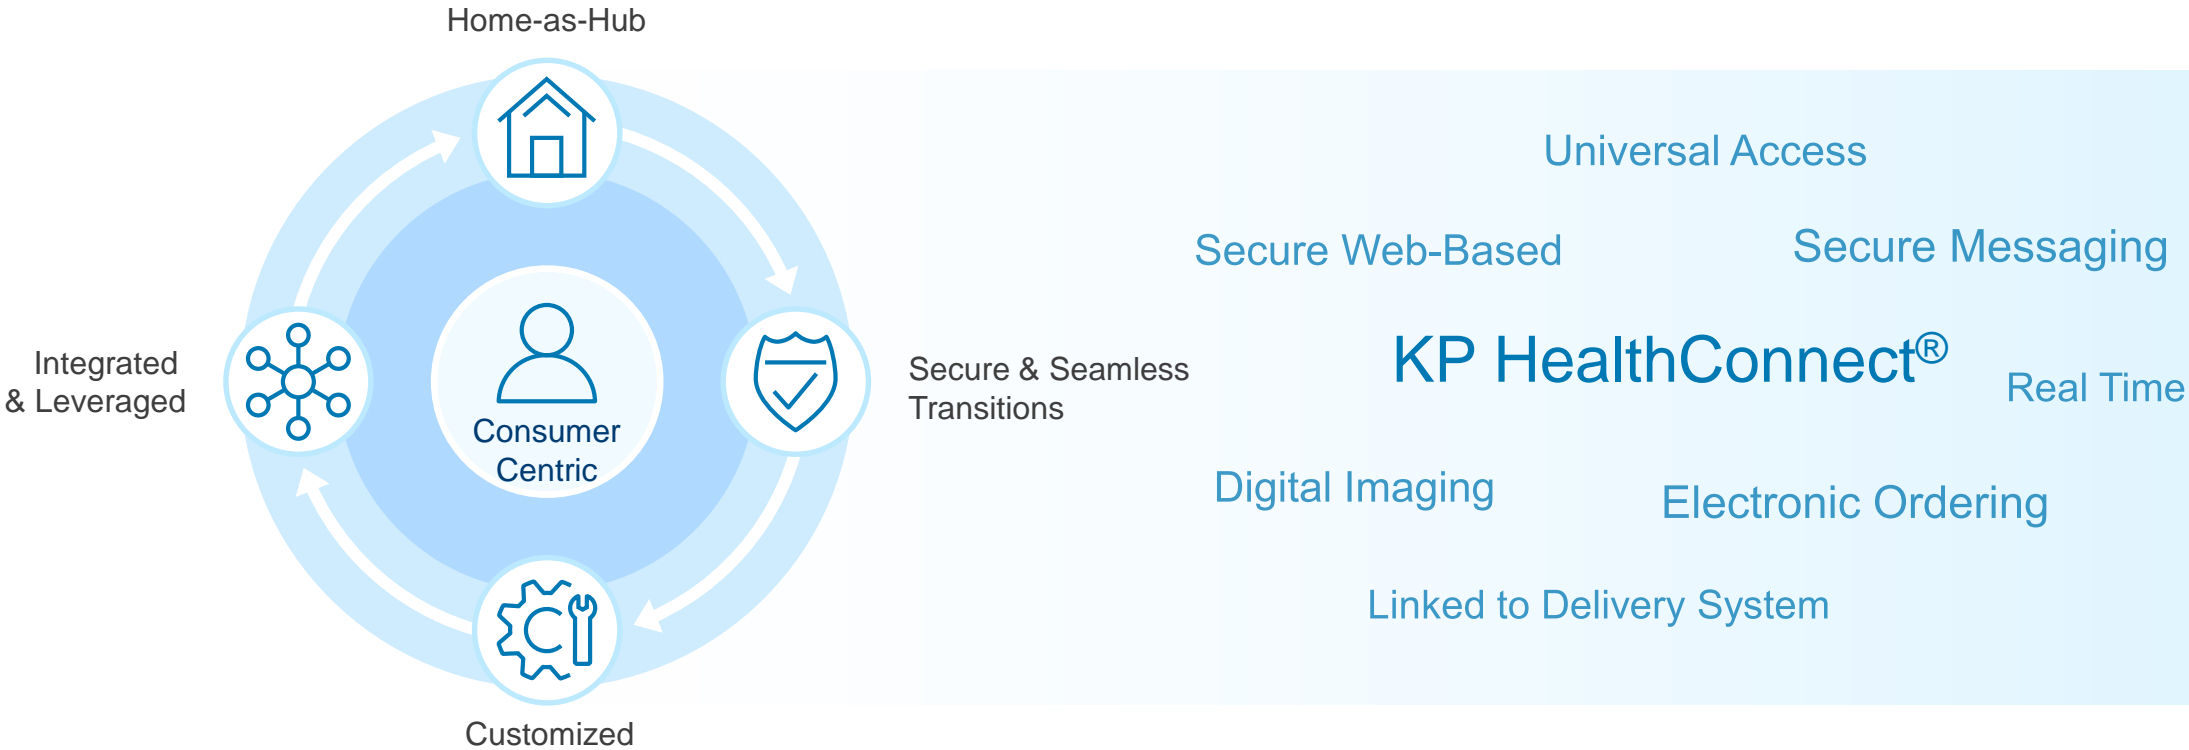 Home-as-Hub
Integrated
& Leveraged
Consumer
Centric
Secure & Seamless
Transitions
Customized
Universal Access
Secure Web-Based
Secure Messaging
KP HealthConnect®
Real Time
Digital Imaging
Electronic Ordering
Linked to Delivery System